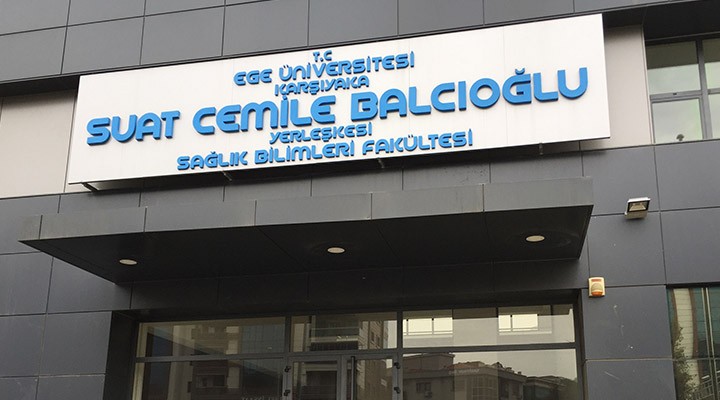 T.C
EGE ÜNİVERSİTESİ
KARŞIYAKA
SUAT CEMİLE BALCIOĞLU
YERLEŞKESİ
SAĞLIK BİLİMLERİ FAKÜLTESİ